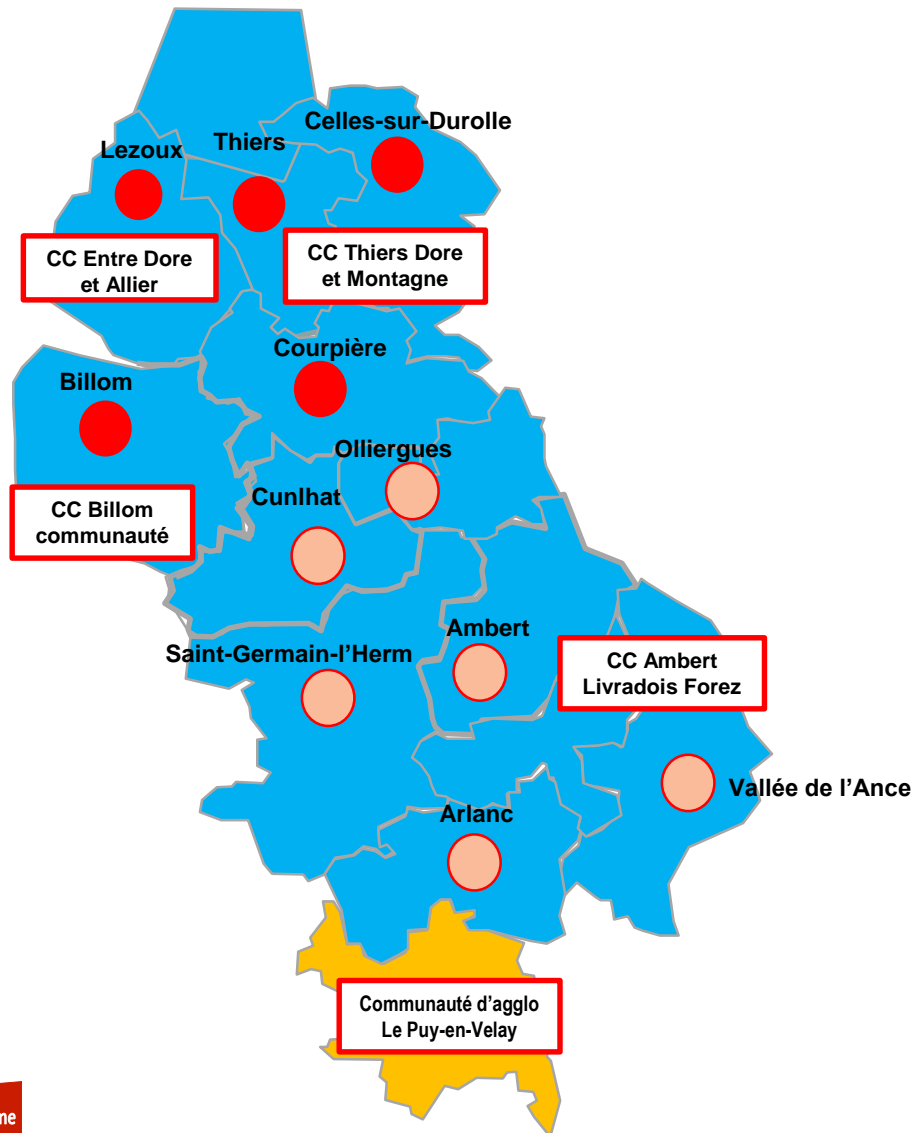 Celles-sur-Durolle
Thiers
Lezoux
CC Entre Dore
et Allier
CC Thiers Dore
et Montagne
Courpière
Billom
Olliergues
Cunlhat
CC Billom
communauté
Ambert
Saint-Germain-l'Herm
CC Ambert
Livradois Forez
Vallée de l'Ance
Arlanc
Communauté d'agglo
Le Puy-en-Velay